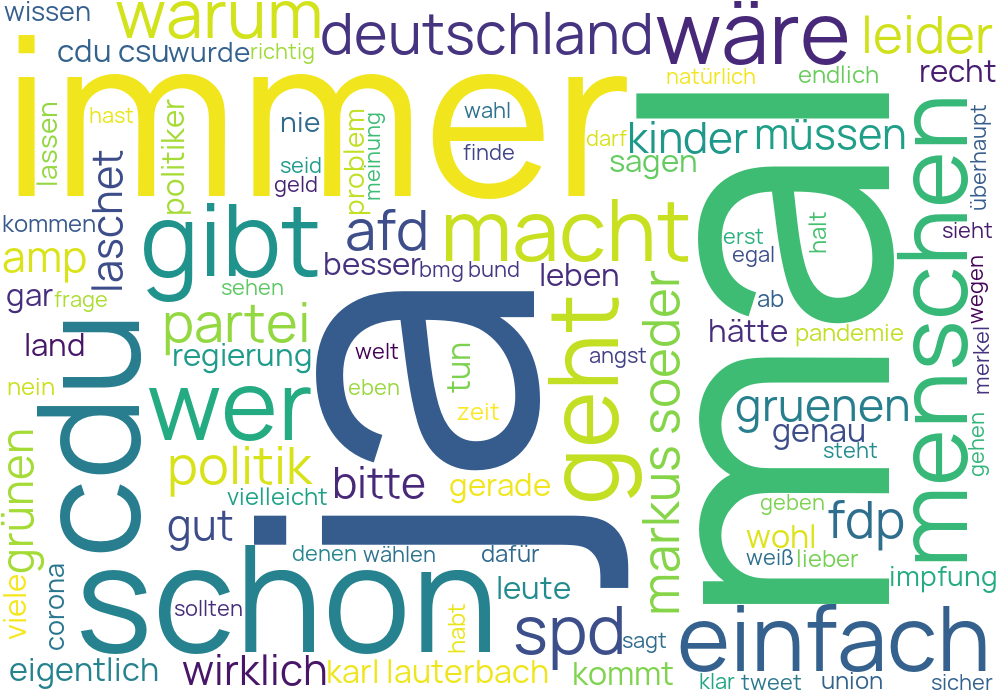 wissen
warum
deutschland
wäre
leider
cdu csu
wurde
richtig
natürlich
endlich
recht
immer
lassen
hast
politiker
nie
problem
meinung
wahl
finde
seid
geld
darf
kinder
müssen
sagen
mal
menschen
überhaupt
laschet
kommen
amp
gar
frage
gibt
sehen
afd
besser
bmg bund
macht
leben
erst
egal
halt
ab
sieht
wegen
land
partei
regierung
ja
welt
eben
tun
zeit
geht
angst
markus soeder
hätte
pandemie
merkel
nein
cdu
wer
politik
vielleicht
bitte
gerade
gruenen
genau
steht
gehen
grünen
gut
denen
wählen
dafür
geben
wohl
fdp
weiß
lieber
impfung
viele
corona
schon
sollten
habt
leute
spd
sagt
einfach
eigentlich
wirklich
karl lauterbach
kommt
klar
tweet
union
sicher